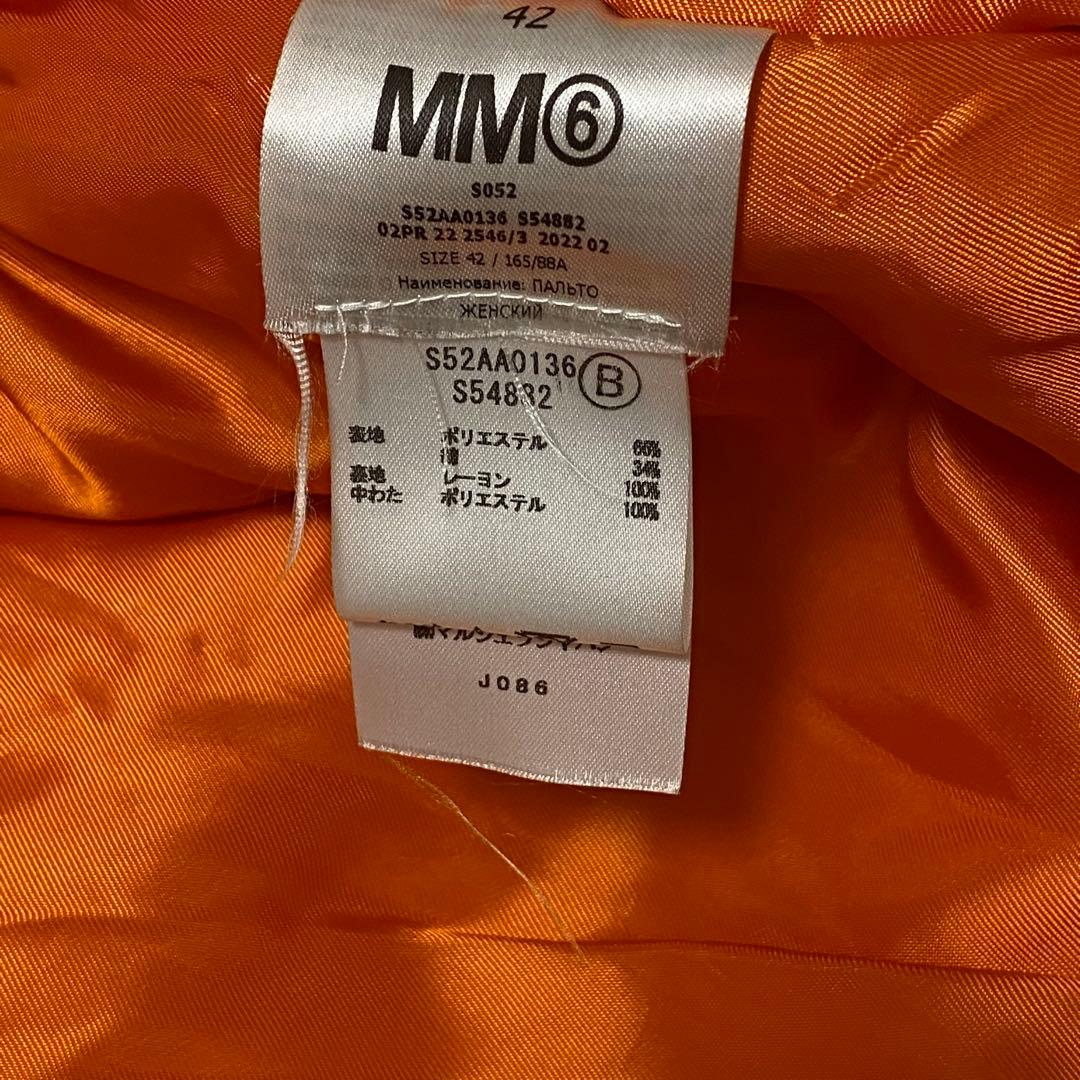 42
MM⑥
S052
S52AA0136 S54882
02PR 22 2546/3 2022 02
SIZE 42 / 165/88A
Наименование: ПАЛЬТО
ЖЕНСКИЙ
S52AA0136 Ⓑ
S54882
表地 ポリエステル 66%
綿 34%
裏地 レーヨン 100%
中わた ポリエステル 100%
J086